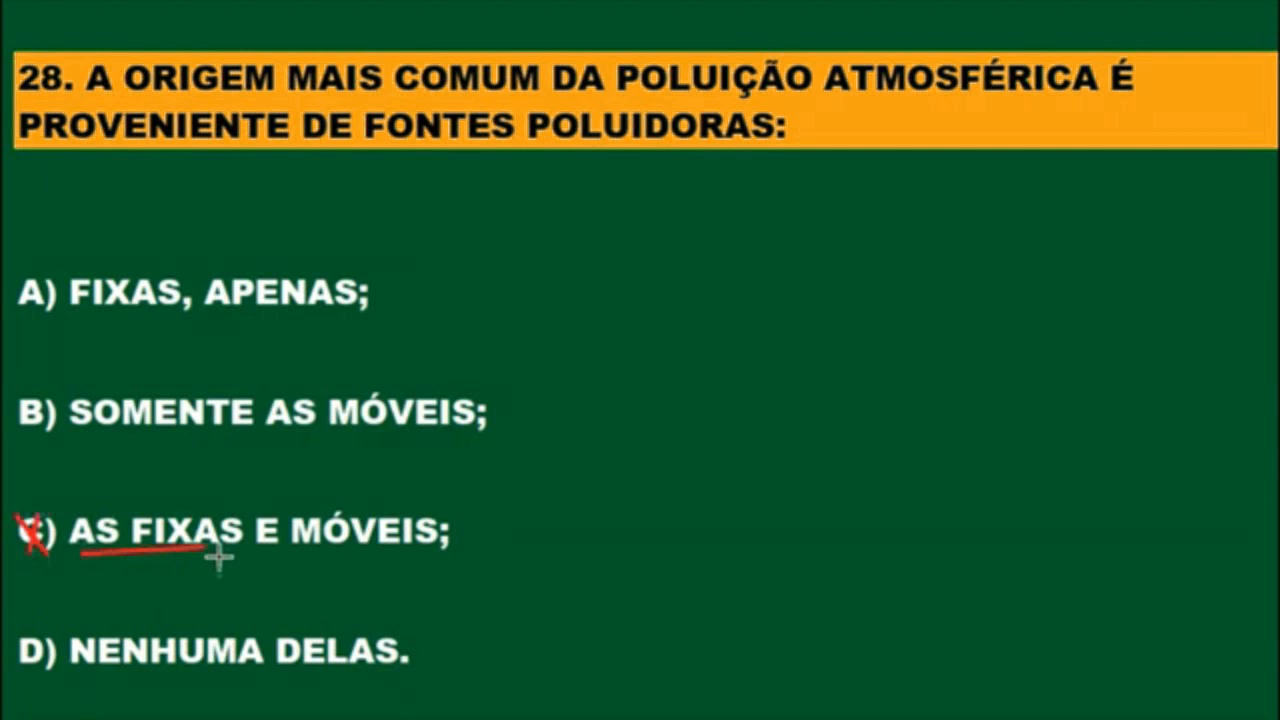 28. A ORIGEM MAIS COMUM DA POLUIÇÃO ATMOSFÉRICA É
PROVENIENTE DE FONTES POLUIDORAS:
A) FIXAS, APENAS;
B) SOMENTE AS MÓVEIS;
C) AS FIXAS E MÓVEIS;
D) NENHUMA DELAS.